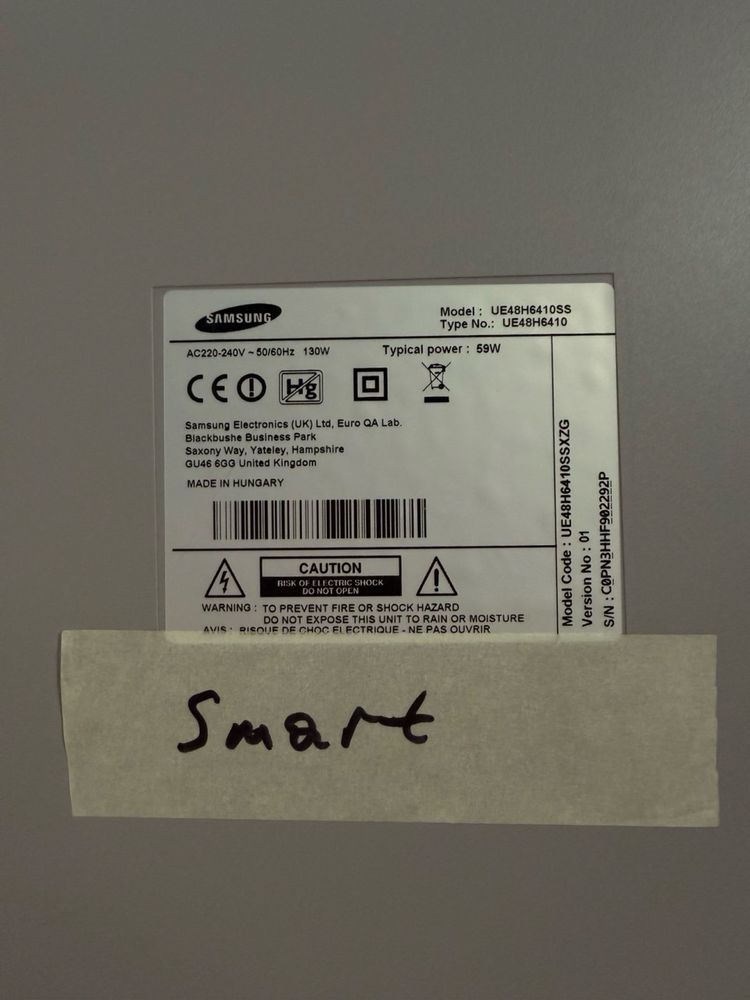 SAMSUNG
Model : UE48H6410SS
Type No.: UE48H6410
AC220-240V ~ 50/60Hz 130W
Typical power : 59W
CE Hg
Samsung Electronics (UK) Ltd, Euro QA Lab.
Blackbushe Business Park
Saxony Way, Yateley, Hampshire
GU46 6GG United Kingdom
MADE IN HUNGARY
CAUTION
RISK OF ELECTRIC SHOCK
DO NOT OPEN
WARNING : TO PREVENT FIRE OR SHOCK HAZARD
DO NOT EXPOSE THIS UNIT TO RAIN OR MOISTURE
AVIS : RISQUE DE CHOC ELECTRIQUE - NE PAS OUVRIR
Model Code : UE48H6410SSXZG
Version No : 01
S/N : C0PN3HHF902292P
Smart